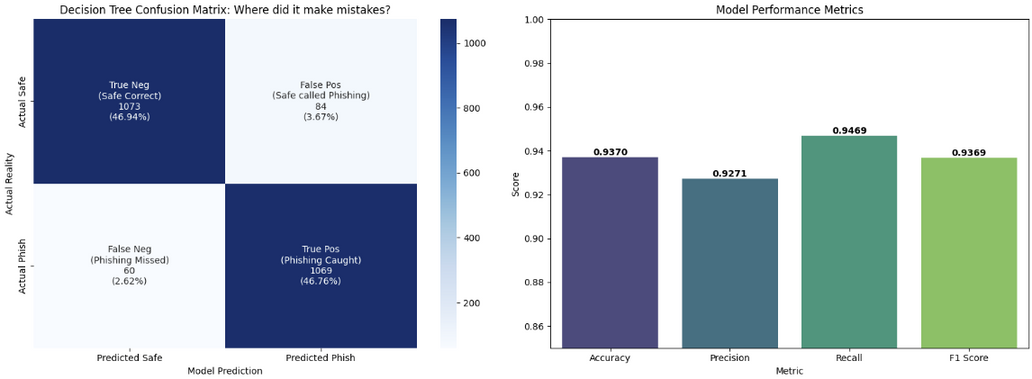 Decision Tree Confusion Matrix: Where did it make mistakes?
Actual Reality
Actual Safe
Actual Phish
True Neg
(Safe Correct)
1073
(46.94%)
False Pos
(Safe called Phishing)
84
(3.67%)
False Neg
(Phishing Missed)
60
(2.62%)
True Pos
(Phishing Caught)
1069
(46.76%)
Predicted Safe
Predicted Phish
Model Prediction
1000
800
600
400
200
Model Performance Metrics
Score
1.00
0.98
0.96
0.94
0.92
0.90
0.88
0.86
0.9370
0.9271
0.9469
0.9369
Accuracy
Precision
Recall
F1 Score
Metric